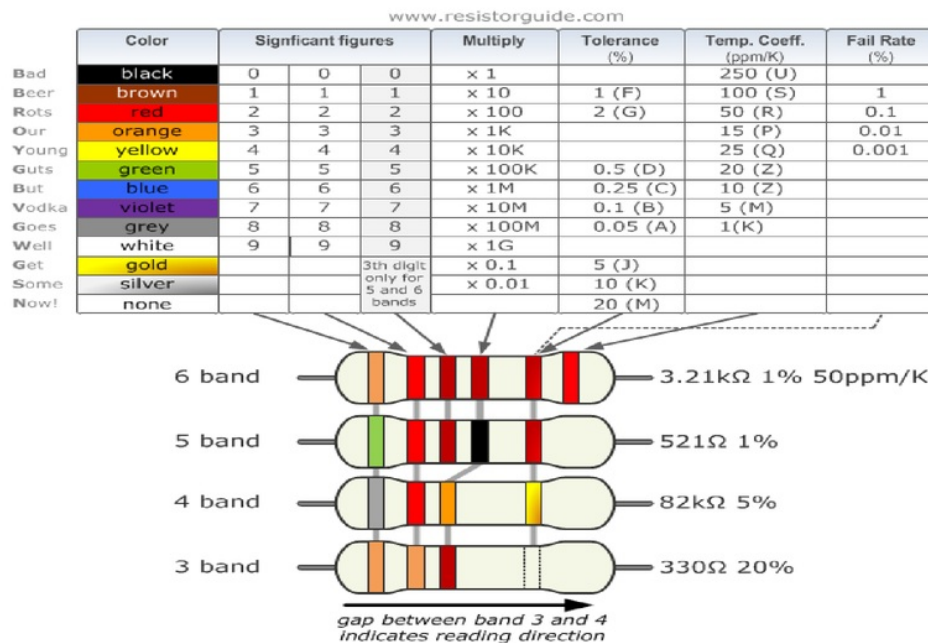 www.resistorguide.com
Color Signficant figures Multiply Tolerance (%) Temp. Coeff. (ppm/K) Fail Rate (%)
Bad black 0 0 0 x 1 250 (U)
Beer brown 1 1 1 x 10 1 (F) 100 (S) 1
Rots red 2 2 2 x 100 2 (G) 50 (R) 0.1
Our orange 3 3 3 x 1K 15 (P) 0.01
Young yellow 4 4 4 x 10K 25 (Q) 0.001
Guts green 5 5 5 x 100K 0.5 (D) 20 (Z)
But blue 6 6 6 x 1M 0.25 (C) 10 (Z)
Vodka violet 7 7 7 x 10M 0.1 (B) 5 (M)
Goes grey 8 8 8 x 100M 0.05 (A) 1(K)
Well white 9 9 9 x 1G
Get gold x 0.1 5 (J)
Some silver x 0.01 10 (K)
Now! none 20 (M)
3th digit
only for
5 and 6
bands
6 band 3.21kΩ 1% 50ppm/K
5 band 521Ω 1%
4 band 82kΩ 5%
3 band 330Ω 20%
gap between band 3 and 4
indicates reading direction